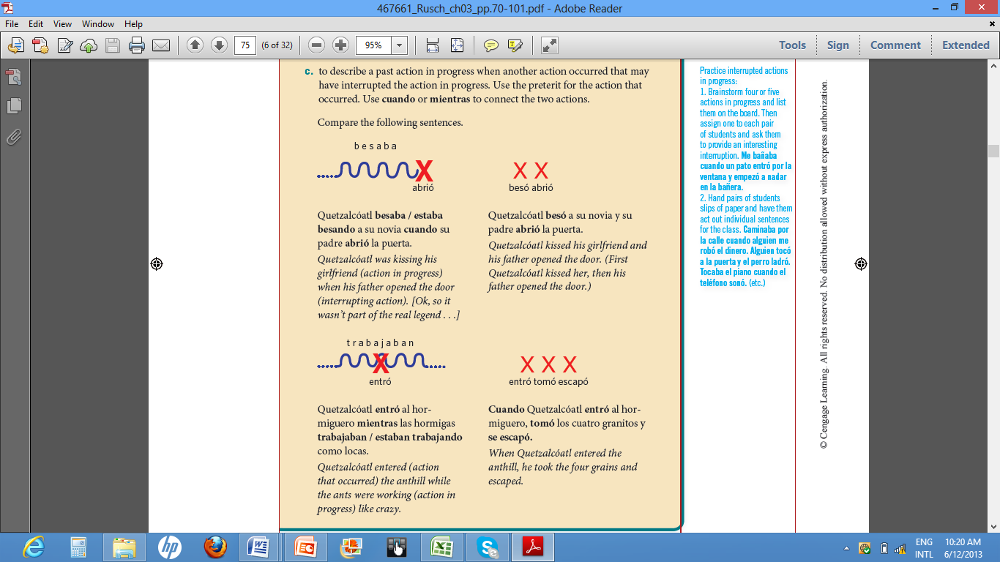 467661_Rusch_ch03_pp.70-101.pdf - Adobe Reader
File Edit View Window Help
75 (6 of 32) 95% Tools Sign Comment Extended
c. to describe a past action in progress when another action occurred that may
have interrupted the action in progress. Use the preterit for the action that
occurred. Use cuando or mientras to connect the two actions.
Compare the following sentences.
besaba
X
abrió
X X
besó abrió
Quetzalcóatl besaba / estaba
besando a su novia cuando su
padre abrió la puerta.
Quetzalcóatl was kissing his
girlfriend (action in progress)
when his father opened the door
(interrupting action). [Ok, so it
wasn't part of the real legend . . .]
Quetzalcóatl besó a su novia y su
padre abrió la puerta.
Quetzalcóatl kissed his girlfriend and
his father opened the door. (First
Quetzalcóatl kissed her, then his
father opened the door.)
trabajaban
X
entró
X X X
entró tomó escapó
Quetzalcóatl entró al hor-
miguero mientras las hormigas
trabajaban / estaban trabajando
como locas.
Quetzalcóatl entered (action
that occurred) the anthill while
the ants were working (action in
progress) like crazy.
Cuando Quetzalcóatl entró al hor-
miguero, tomó los cuatro granitos y
se escapó.
When Quetzalcóatl entered the
anthill, he took the four grains and
escaped.
Practice interrupted actions
in progress:
1. Brainstorm four or five
actions in progress and list
them on the board. Then
assign one to each pair
of students and ask them
to provide an interesting
interruption. Me bañaba
cuando un pato entró por la
ventana y empezó a nadar
en la bañera.
2. Hand pairs of students
slips of paper and have them
act out individual sentences
for the class. Caminaba por
la calle cuando alguien me
robó el dinero. Alguien tocó
a la puerta y el perro ladró.
Tocaba el piano cuando el
teléfono sonó. (etc.)
© Cengage Learning. All rights reserved. No distribution allowed without express authorization.
hp
ENG 10:20 AM
INTL 6/12/2013